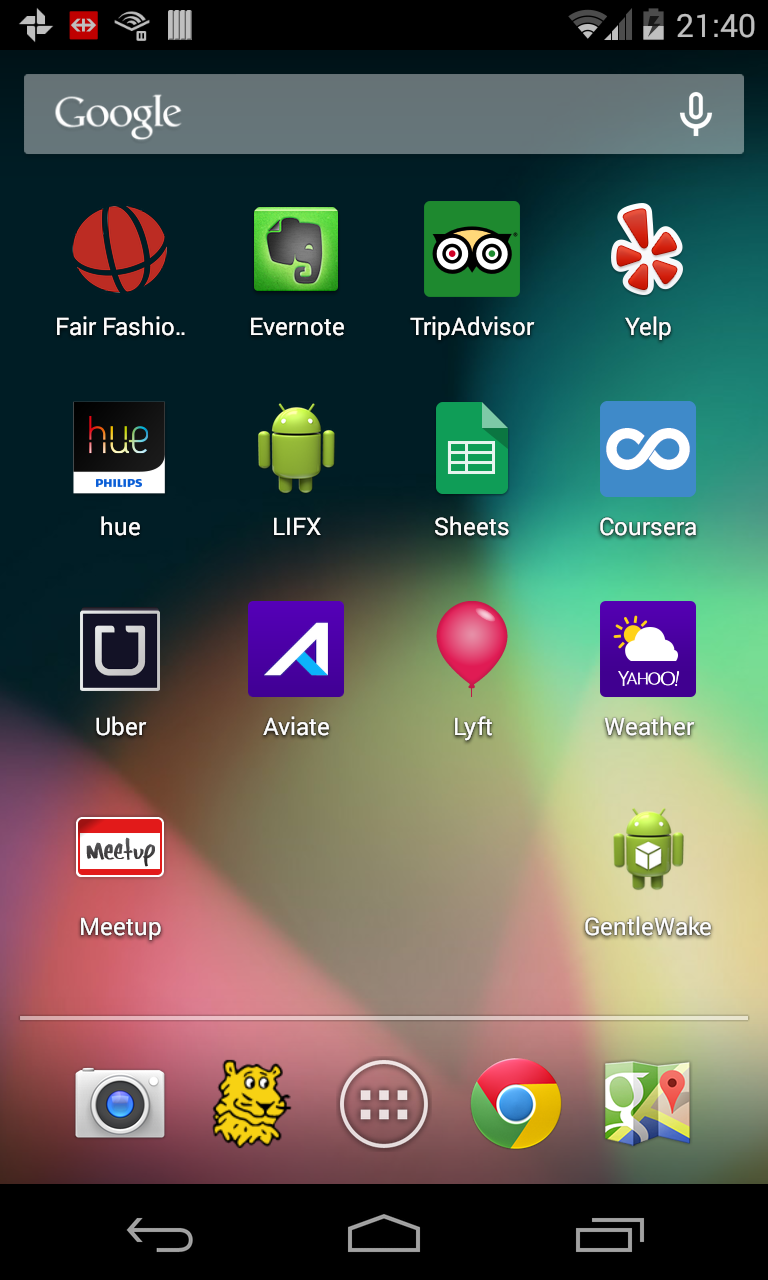 21:40
Google
Fair Fashio..
Evernote
TripAdvisor
Yelp
hue
PHILIPS
hue
LIFX
Sheets
Coursera
YAHOO!
Uber
Aviate
Lyft
Weather
Meetup
Meetup
GentleWake
g